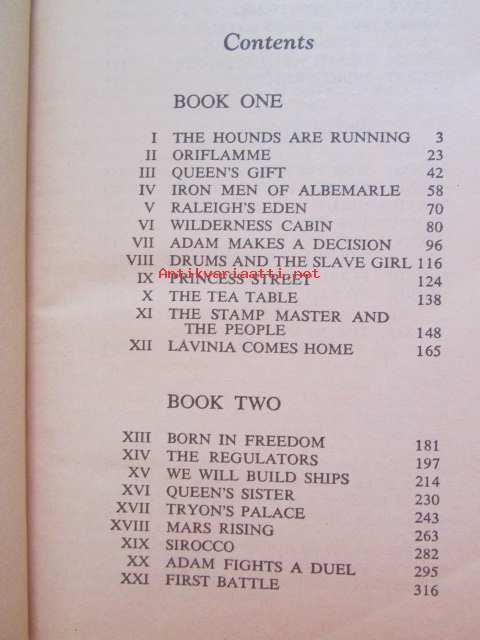 Contents
BOOK ONE
I THE HOUNDS ARE RUNNING 3
II ORIFLAMME 23
III QUEEN'S GIFT 42
IV IRON MEN OF ALBEMARLE 58
V RALEIGH'S EDEN 70
VI WILDERNESS CABIN 80
VII ADAM MAKES A DECISION 96
VIII DRUMS AND THE SLAVE GIRL 116
Antikvariaatti.net
IX PRINCESS STREET 124
X THE TEA TABLE 138
XI THE STAMP MASTER AND
THE PEOPLE 148
XII LAVINIA COMES HOME 165
BOOK TWO
XIII BORN IN FREEDOM 181
XIV THE REGULATORS 197
XV WE WILL BUILD SHIPS 214
XVI QUEEN'S SISTER 230
XVII TRYON'S PALACE 243
XVIII MARS RISING 263
XIX SIROCCO 282
XX ADAM FIGHTS A DUEL 295
XXI FIRST BATTLE 316